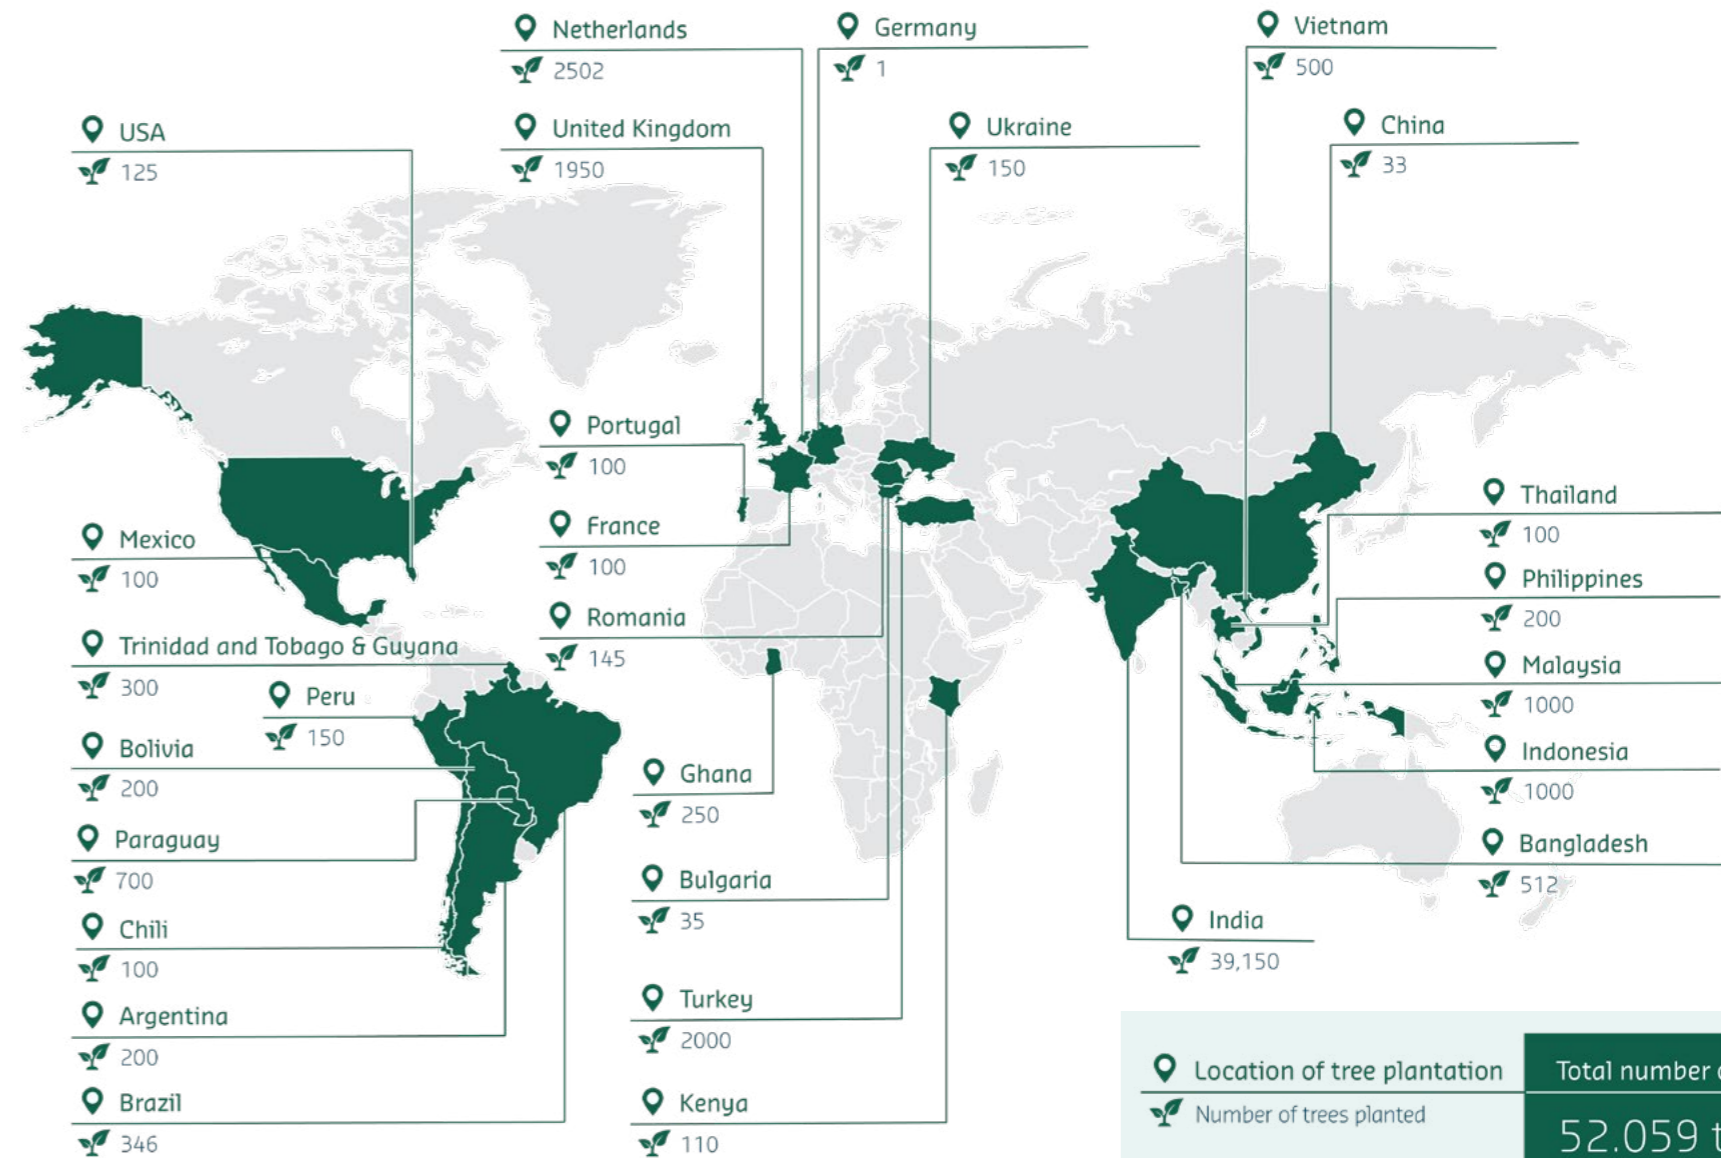 Netherlands
2502
Germany
1
Vietnam
500
USA
125
United Kingdom
1950
Ukraine
150
China
33
Portugal
100
Thailand
100
Mexico
100
France
100
Philippines
200
Trinidad and Tobago & Guyana
300
Romania
145
Malaysia
1000
Peru
150
Bolivia
200
Indonesia
1000
Ghana
250
Paraguay
700
Bangladesh
512
Bulgaria
35
Chili
100
India
39,150
Argentina
200
Turkey
2000
Brazil
346
Kenya
110
Location of tree plantation
Number of trees planted
Total number
52.059